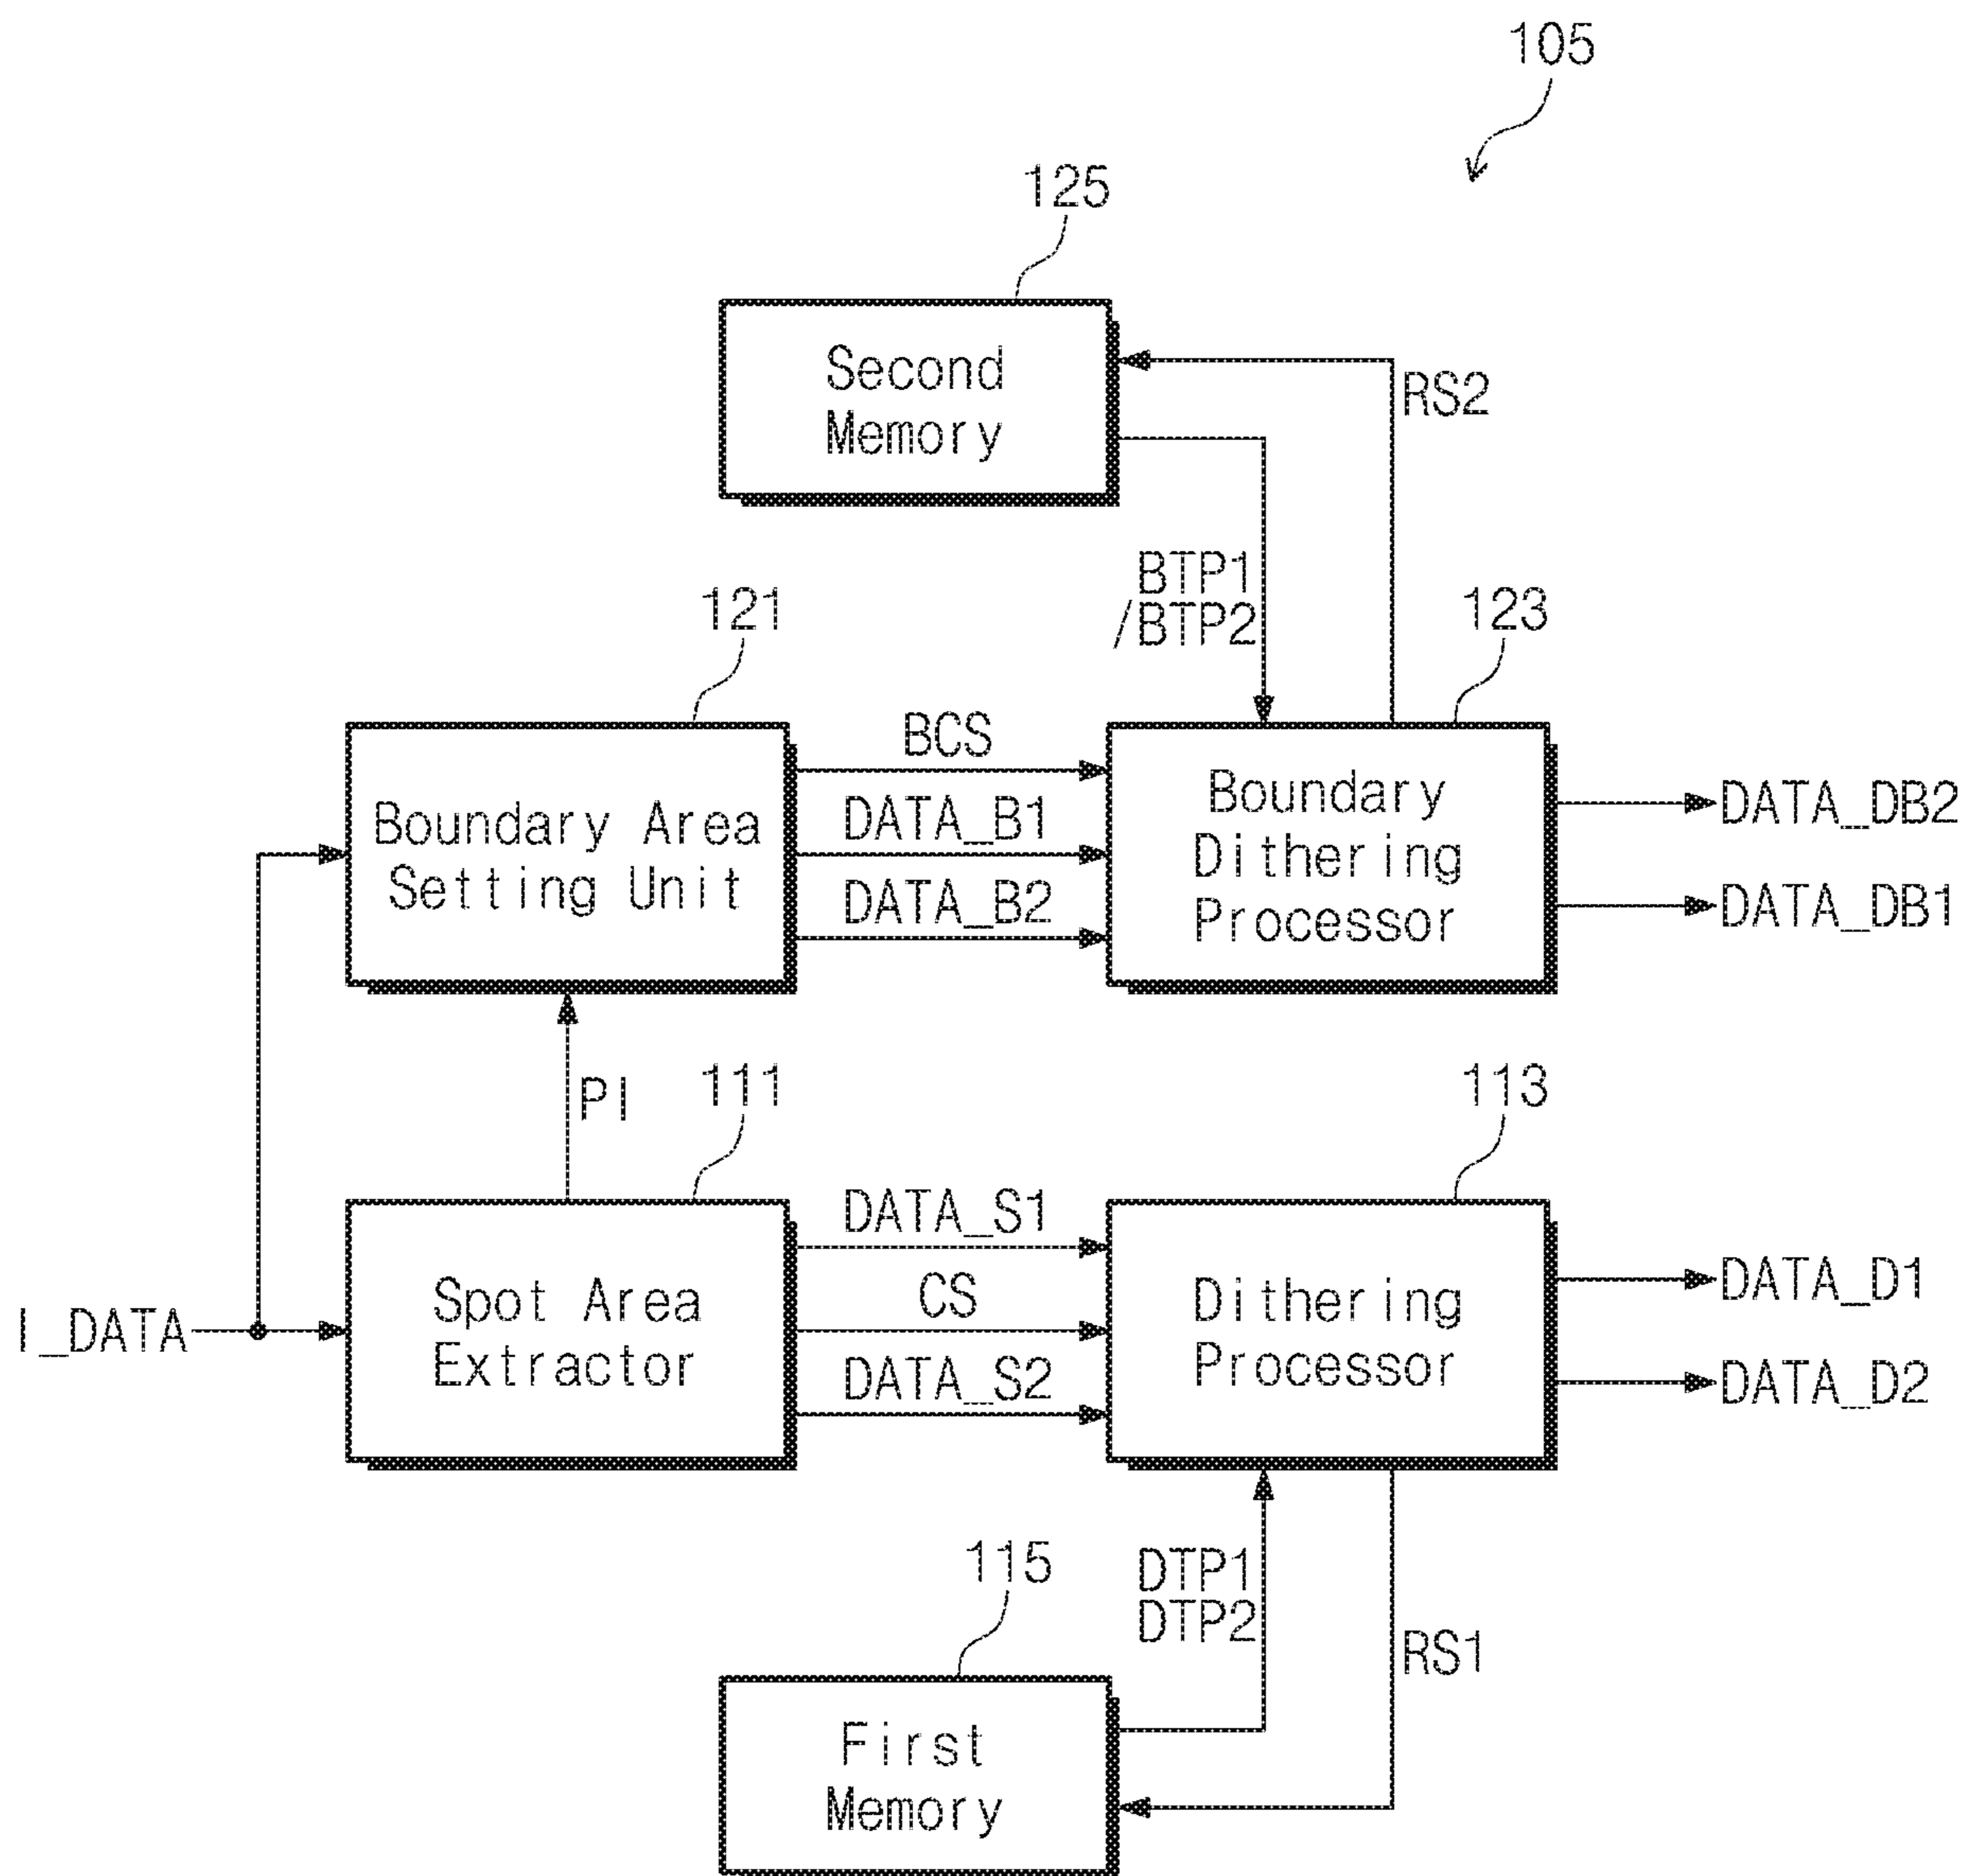 105
125
Second
Memory
RS2
BTP1
/BTP2
121
123
Boundary Area
Setting Unit
BCS
DATA_B1
DATA_B2
Boundary
Dithering
Processor
DATA_DB2
DATA_DB1
PI
111
113
I_DATA
Spot Area
Extractor
DATA_S1
CS
DATA_S2
Dithering
Processor
DATA_D1
DATA_D2
115
DTP1
DTP2
RS1
First
Memory